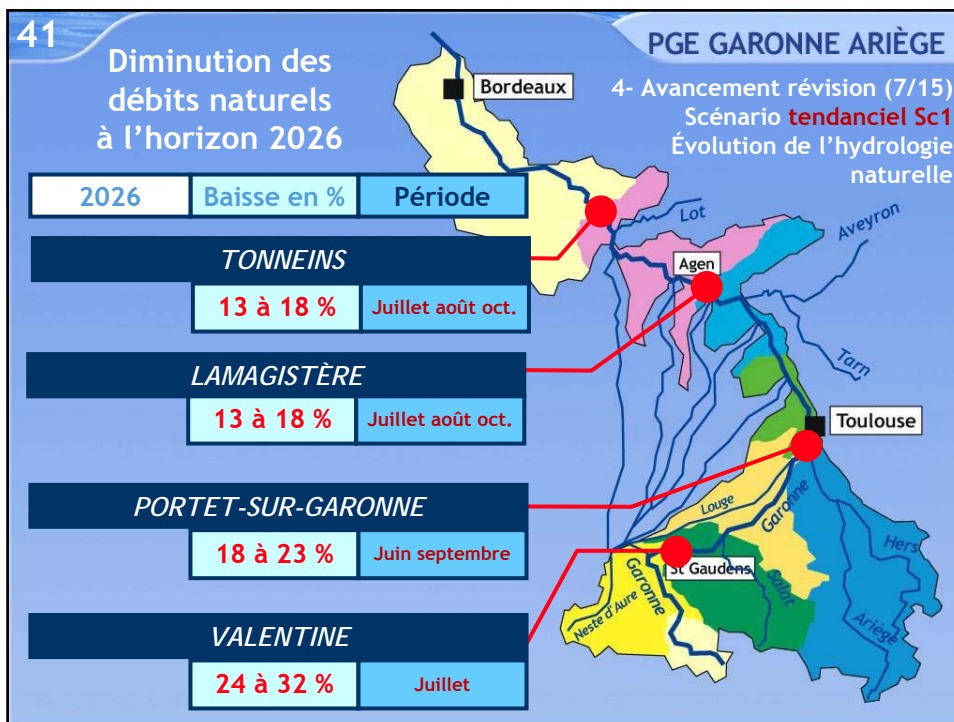 41
PGE GARONNE ARIÈGE
Diminution des
débits naturels
à l’horizon 2026
4- Avancement révision (7/15)
Scénario tendanciel Sc1
Évolution de l’hydrologie
naturelle
2026 Baisse en % Période
TONNEINS
13 à 18 % Juillet août oct.
LAMAGISTÈRE
13 à 18 % Juillet août oct.
PORTET-SUR-GARONNE
18 à 23 % Juin septembre
VALENTINE
24 à 32 % Juillet
Bordeaux
Lot
Aveyron
Agen
Tarn
Toulouse
Louge
Garonne
Hers
St Gaudens
Salat
Garonne
Neste d'Aure
Ariège